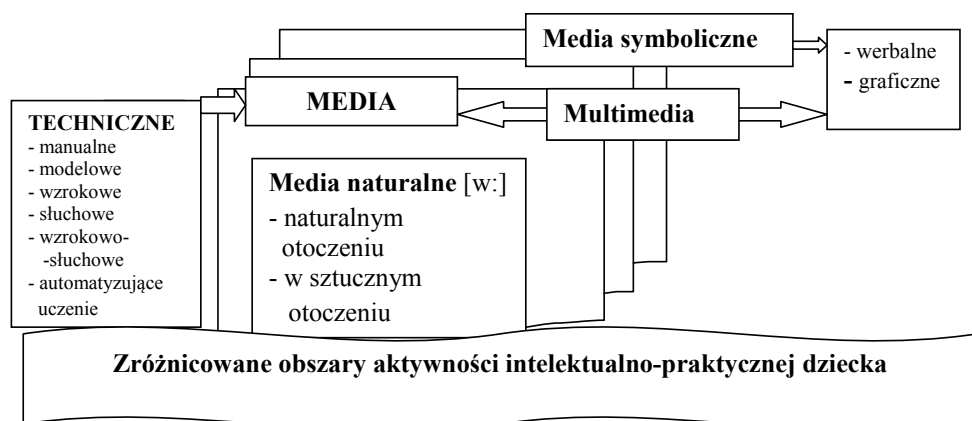 Media symboliczne
- werbalne
- graficzne
MEDIA
Multimedia
TECHNICZNE
- manualne
- modelowe
- wzrokowe
- słuchowe
- wzrokowo-
-słuchowe
- automatyzujące
uczenie
Media naturalne [w:]
- naturalnym
otoczeniu
- w sztucznym
otoczeniu
Zróżnicowane obszary aktywności intelektualno-praktycznej dziecka